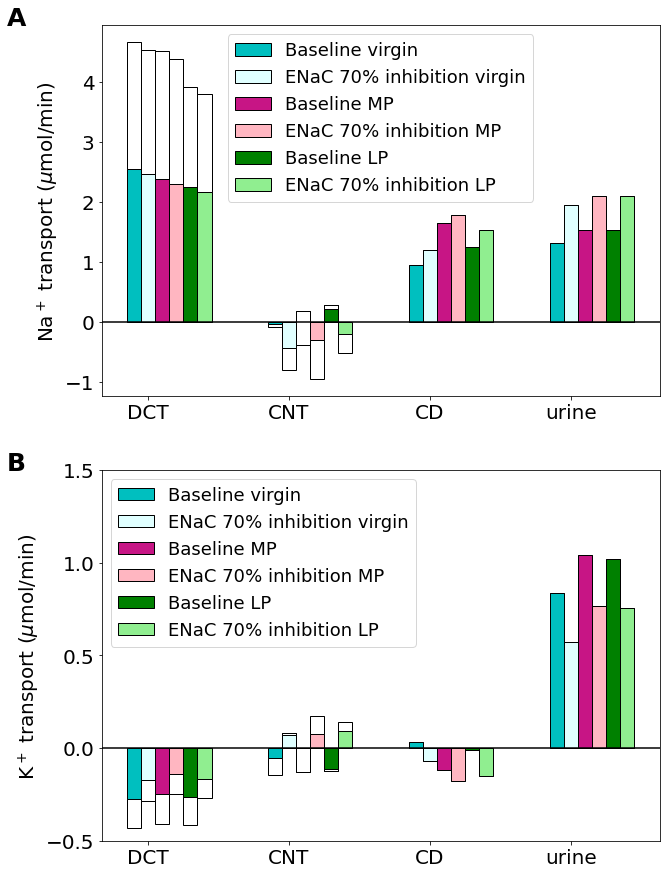 A
Na⁺ transport (μmol/min)
4
3
2
1
0
−1
Baseline virgin
ENaC 70% inhibition virgin
Baseline MP
ENaC 70% inhibition MP
Baseline LP
ENaC 70% inhibition LP
DCT CNT CD urine
B
K⁺ transport (μmol/min)
1.5
1.0
0.5
0.0
−0.5
Baseline virgin
ENaC 70% inhibition virgin
Baseline MP
ENaC 70% inhibition MP
Baseline LP
ENaC 70% inhibition LP
DCT CNT CD urine